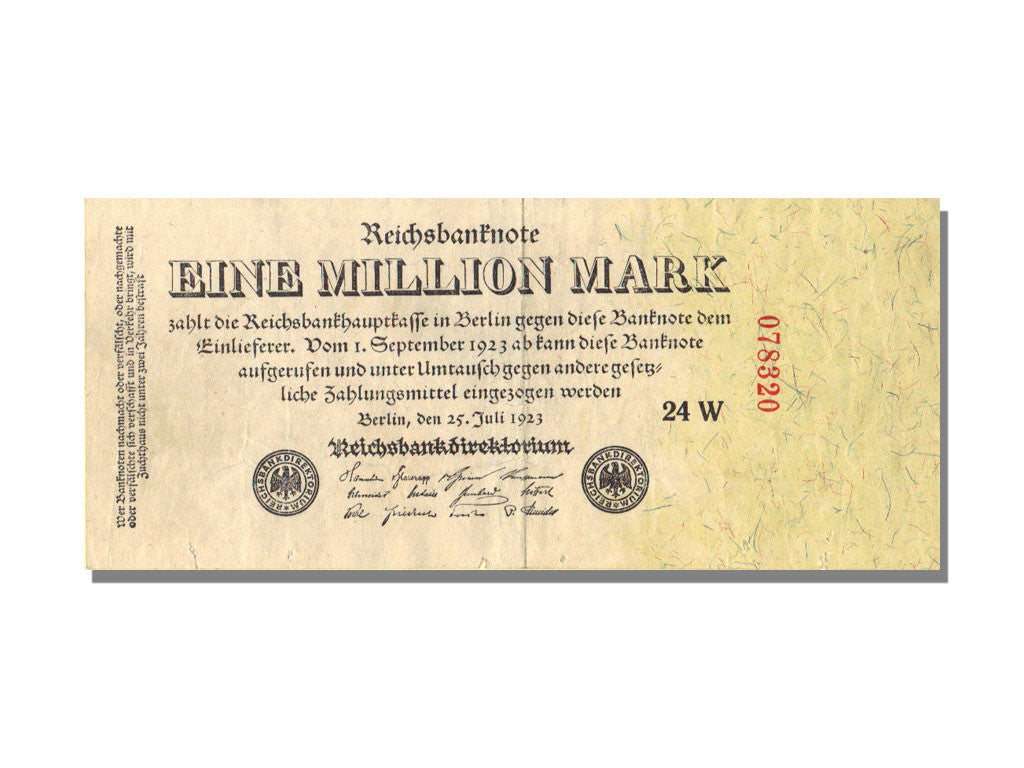 Reichsbanknote
EINE MILLION MARK
zahlt die Reichsbankhauptkasse in Berlin gegen diese Banknote dem
Einlieferer. Vom 1. September 1923 ab kann diese Banknote
aufgerufen und unter Umtausch gegen andere gesetz-
liche Zahlungsmittel eingezogen werden
Berlin, den 25. Juli 1923
Reichsbankdirektorium
REICHSBANKDIREKTORIUM
REICHSBANKDIREKTORIUM
24 W
078320
Wer Banknoten nachmacht oder verfälscht, oder nachgemachte
oder verfälschte sich verschafft und in Verkehr bringt, wird mit
Zuchthaus nicht unter zwei Jahren bestraft